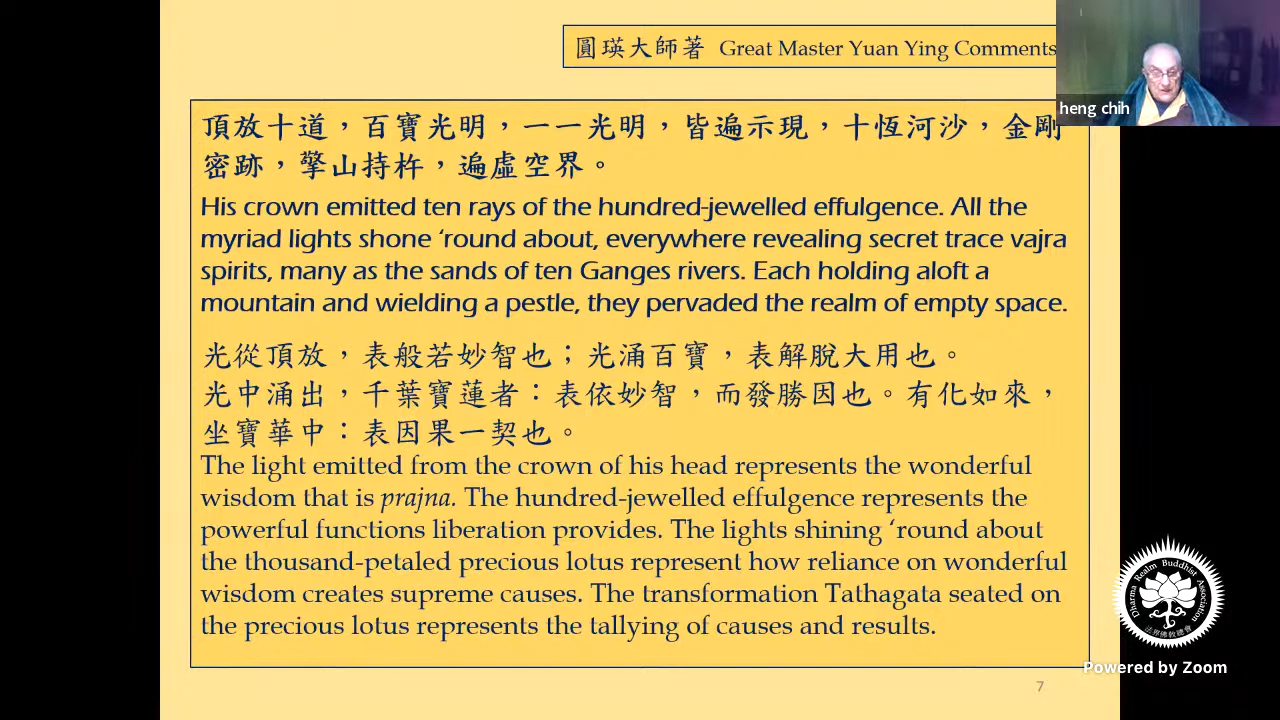 圓瑛大師著 Great Master Yuan Ying Comments
heng chih
頂放十道，百寶光明，一一光明，皆遍示現，十恆河沙，金剛
密跡，擎山持杵，遍虛空界。
His crown emitted ten rays of the hundred-jewelled effulgence. All the
myriad lights shone ‘round about, everywhere revealing secret trace vajra
spirits, many as the sands of ten Ganges rivers. Each holding aloft a
mountain and wielding a pestle, they pervaded the realm of empty space.
光從頂放，表般若妙智也；光涌百寶，表解脫大用也。
光中涌出，千葉寶蓮者：表依妙智，而發勝因也。有化如來，
坐寶華中：表因果一契也。
The light emitted from the crown of his head represents the wonderful
wisdom that is prajna. The hundred-jewelled effulgence represents the
powerful functions liberation provides. The lights shining ‘round about
the thousand-petaled precious lotus represent how reliance on wonderful
wisdom creates supreme causes. The transformation Tathagata seated on
the precious lotus represents the tallying of causes and results.
Dharma Realm Buddhist Association
法界佛教總會
Powered by Zoom
7